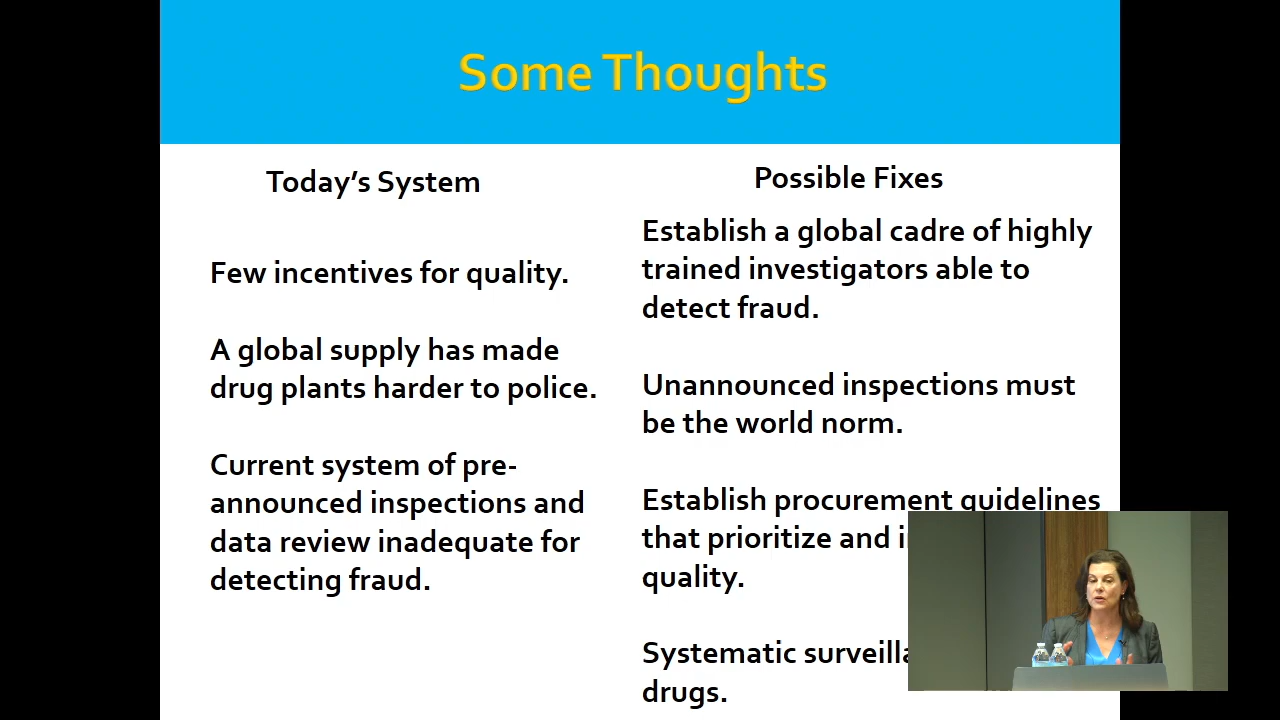 Some Thoughts
Today's System
Few incentives for quality.
A global supply has made
drug plants harder to police.
Current system of pre-
announced inspections and
data review inadequate for
detecting fraud.
Possible Fixes
Establish a global cadre of highly
trained investigators able to
detect fraud.
Unannounced inspections must
be the world norm.
Establish procurement guidelines
that prioritize and
quality.
Systematic
drugs.